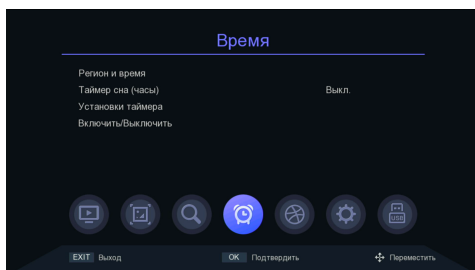 Время
Регион и время
Таймер сна (часы) Выкл.
Установки таймера
Включить/Выключить
USB
EXIT Выход OK Подтвердить Переместить